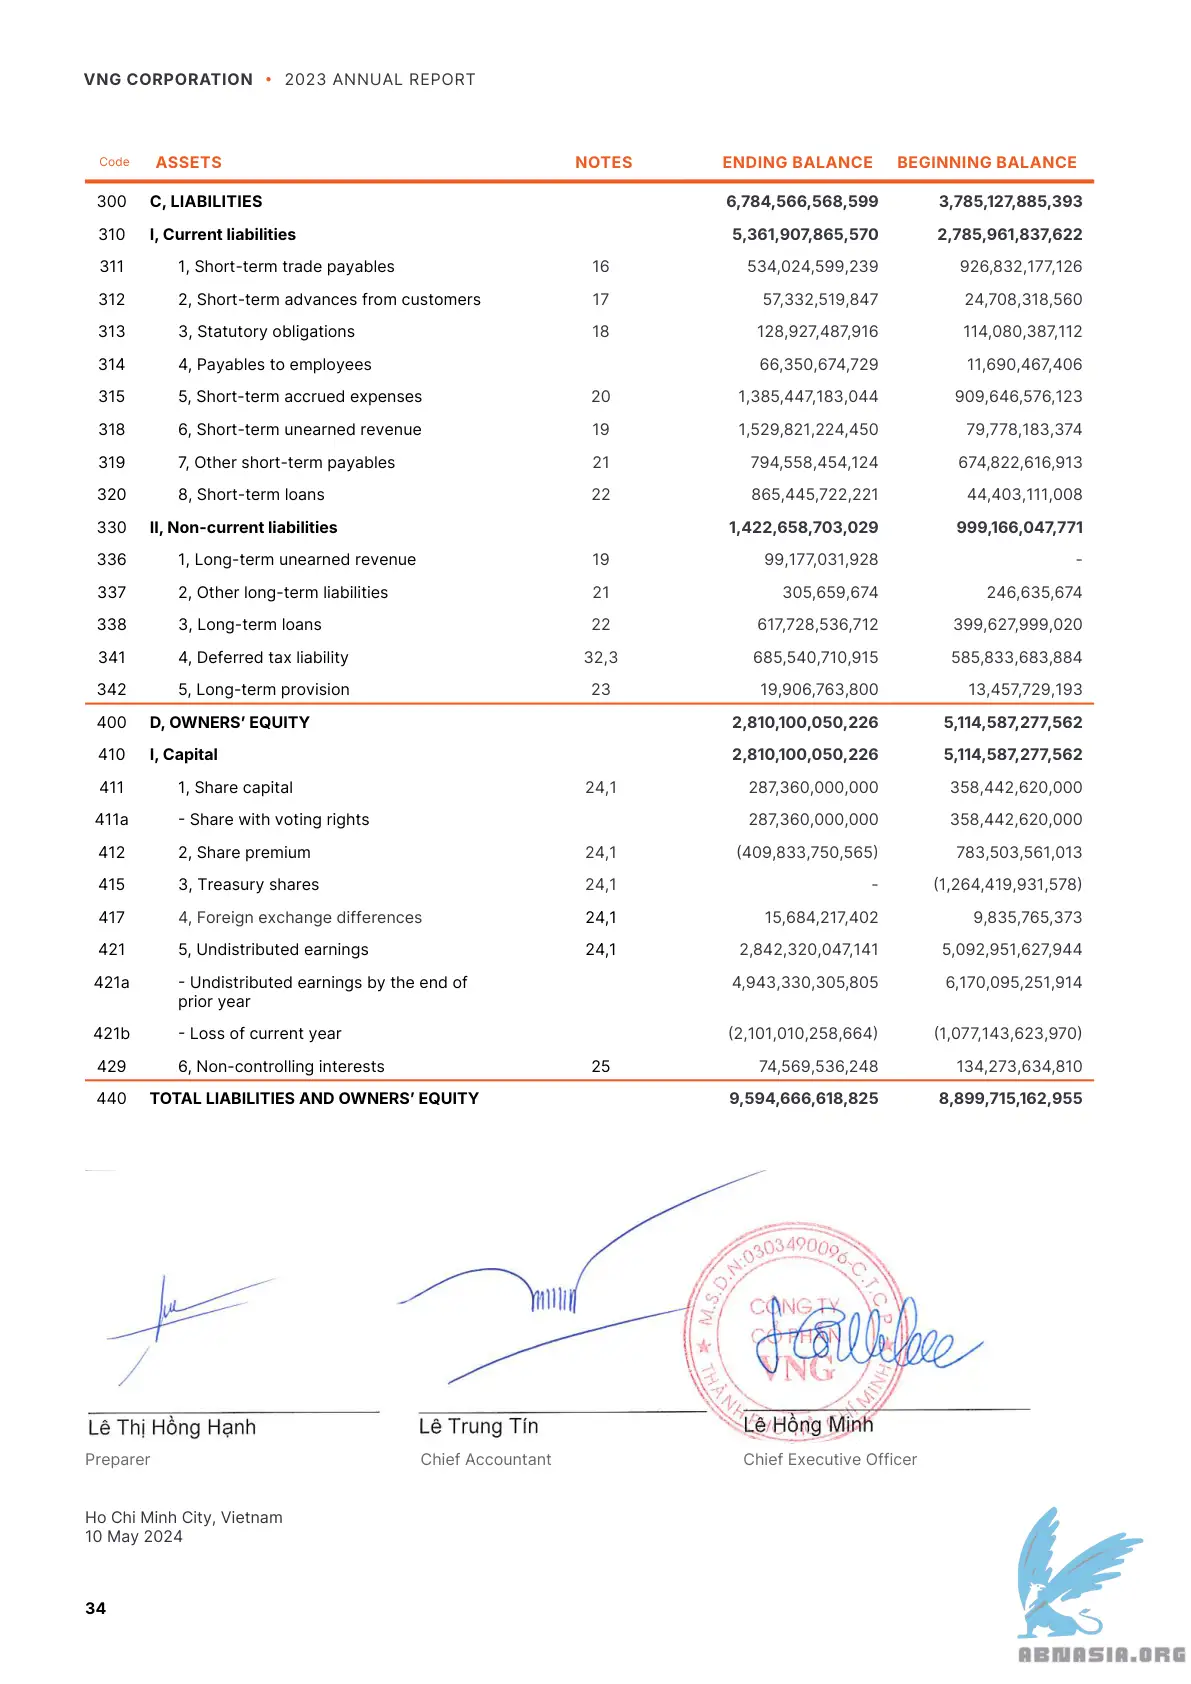 VNG CORPORATION • 2023 ANNUAL REPORT
Code ASSETS NOTES ENDING BALANCE BEGINNING BALANCE
300 C, LIABILITIES 6,784,566,568,599 3,785,127,885,393
310 I, Current liabilities 5,361,907,865,570 2,785,961,837,622
311 1, Short-term trade payables 16 534,024,599,239 926,832,177,126
312 2, Short-term advances from customers 17 57,332,519,847 24,708,318,560
313 3, Statutory obligations 18 128,927,487,916 114,080,387,112
314 4, Payables to employees 66,350,674,729 11,690,467,406
315 5, Short-term accrued expenses 20 1,385,447,183,044 909,646,576,123
318 6, Short-term unearned revenue 19 1,529,821,224,450 79,778,183,374
319 7, Other short-term payables 21 794,558,454,124 674,822,616,913
320 8, Short-term loans 22 865,445,722,221 44,403,111,008
330 II, Non-current liabilities 1,422,658,703,029 999,166,047,771
336 1, Long-term unearned revenue 19 99,177,031,928 -
337 2, Other long-term liabilities 21 305,659,674 246,635,674
338 3, Long-term loans 22 617,728,536,712 399,627,999,020
341 4, Deferred tax liability 32,3 685,540,710,915 585,833,683,884
342 5, Long-term provision 23 19,906,763,800 13,457,729,193
400 D, OWNERS’ EQUITY 2,810,100,050,226 5,114,587,277,562
410 I, Capital 2,810,100,050,226 5,114,587,277,562
411 1, Share capital 24,1 287,360,000,000 358,442,620,000
411a - Share with voting rights 287,360,000,000 358,442,620,000
412 2, Share premium 24,1 (409,833,750,565) 783,503,561,013
415 3, Treasury shares 24,1 - (1,264,419,931,578)
417 4, Foreign exchange differences 24,1 15,684,217,402 9,835,765,373
421 5, Undistributed earnings 24,1 2,842,320,047,141 5,092,951,627,944
421a - Undistributed earnings by the end of 4,943,330,305,805 6,170,095,251,914
prior year
421b - Loss of current year (2,101,010,258,664) (1,077,143,623,970)
429 6, Non-controlling interests 25 74,569,536,248 134,273,634,810
440 TOTAL LIABILITIES AND OWNERS’ EQUITY 9,594,666,618,825 8,899,715,162,955
M.S.D.N:0303490096-C.T.C.P
CÔNG TY
CỔ PHẦN
VNG
THÀNH PHỐ HỒ CHÍ MINH
Lê Thị Hồng Hạnh Lê Trung Tín Lê Hồng Minh
Preparer Chief Accountant Chief Executive Officer
Ho Chi Minh City, Vietnam
10 May 2024
34
ABNASIA.ORG